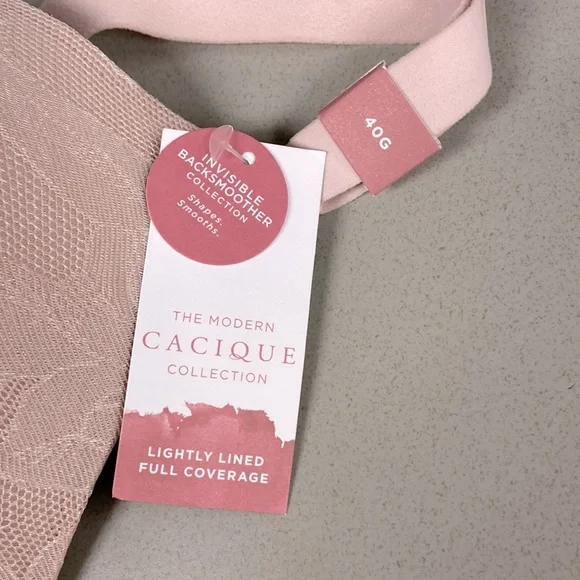 40G
INVISIBLE
BACKSMOOTHER
COLLECTION
Shapes.
Smooths.
THE MODERN
CACIQUE
COLLECTION
LIGHTLY LINED
FULL COVERAGE